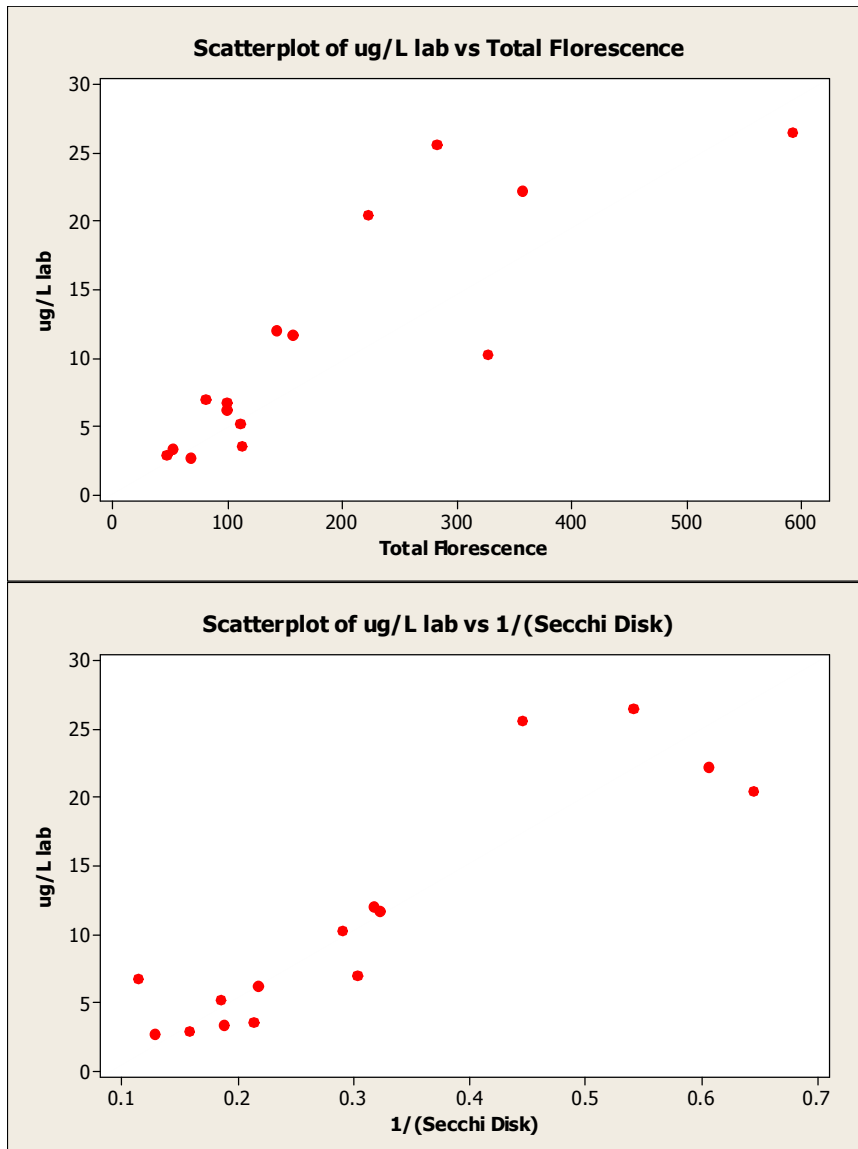 Scatterplot of ug/L lab vs Total Florescence
30
25
20
15
10
5
0
ug/L lab
0 100 200 300 400 500 600
Total Florescence
Scatterplot of ug/L lab vs 1/(Secchi Disk)
30
25
20
15
10
5
0
ug/L lab
0.1 0.2 0.3 0.4 0.5 0.6 0.7
1/(Secchi Disk)